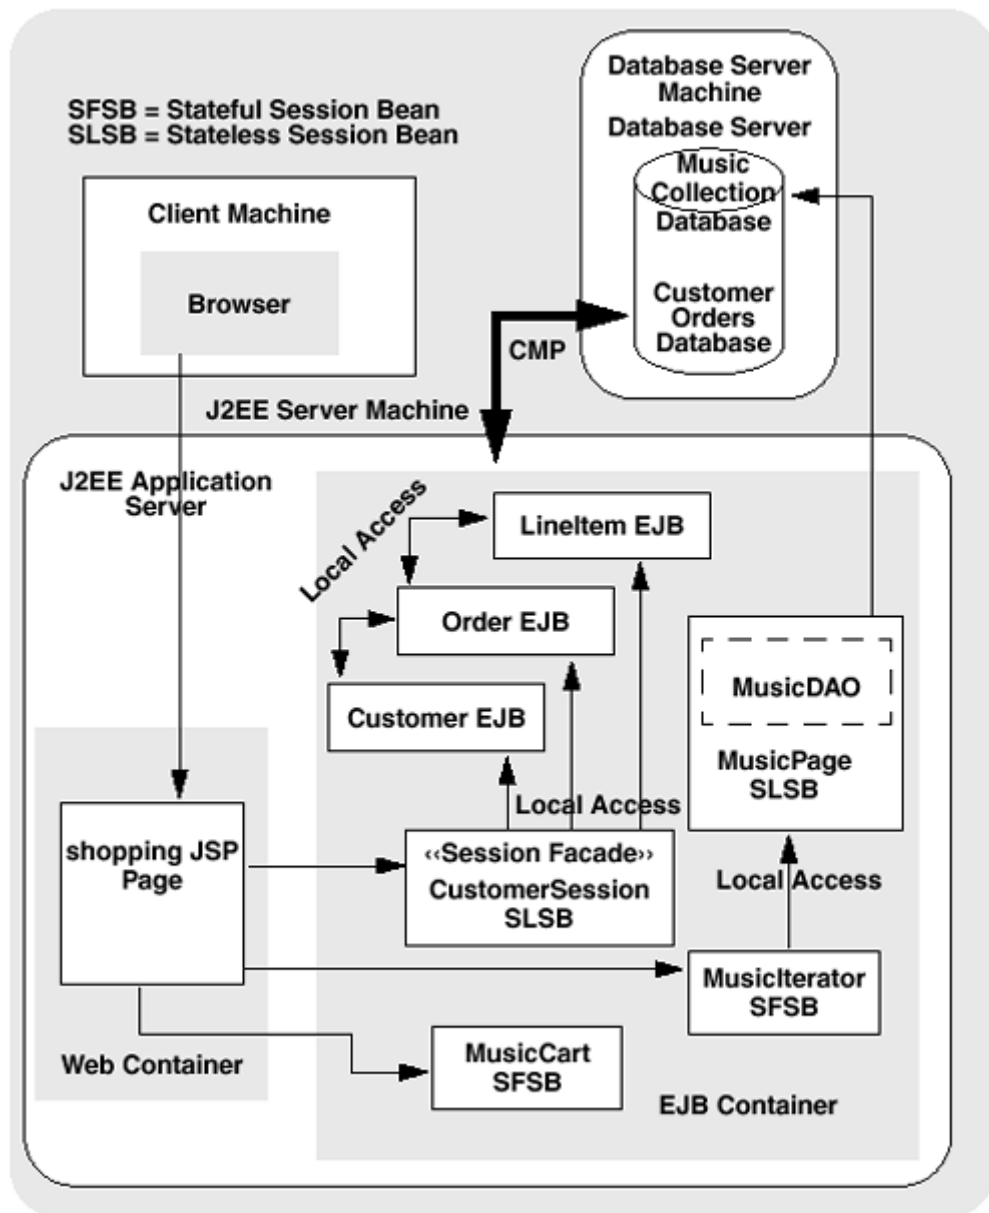 SFSB = Stateful Session Bean
SLSB = Stateless Session Bean
Database Server
Machine
Database Server
Music
Collection
Database
Customer
Orders
Database
Client Machine
Browser
CMP
J2EE Server Machine
J2EE Application
Server
Local Access
LineItem EJB
Order EJB
Customer EJB
MusicDAO
MusicPage
SLSB
Local Access
shopping JSP
Page
‹‹Session Facade››
CustomerSession
SLSB
Local Access
MusicIterator
SFSB
MusicCart
SFSB
Web Container
EJB Container